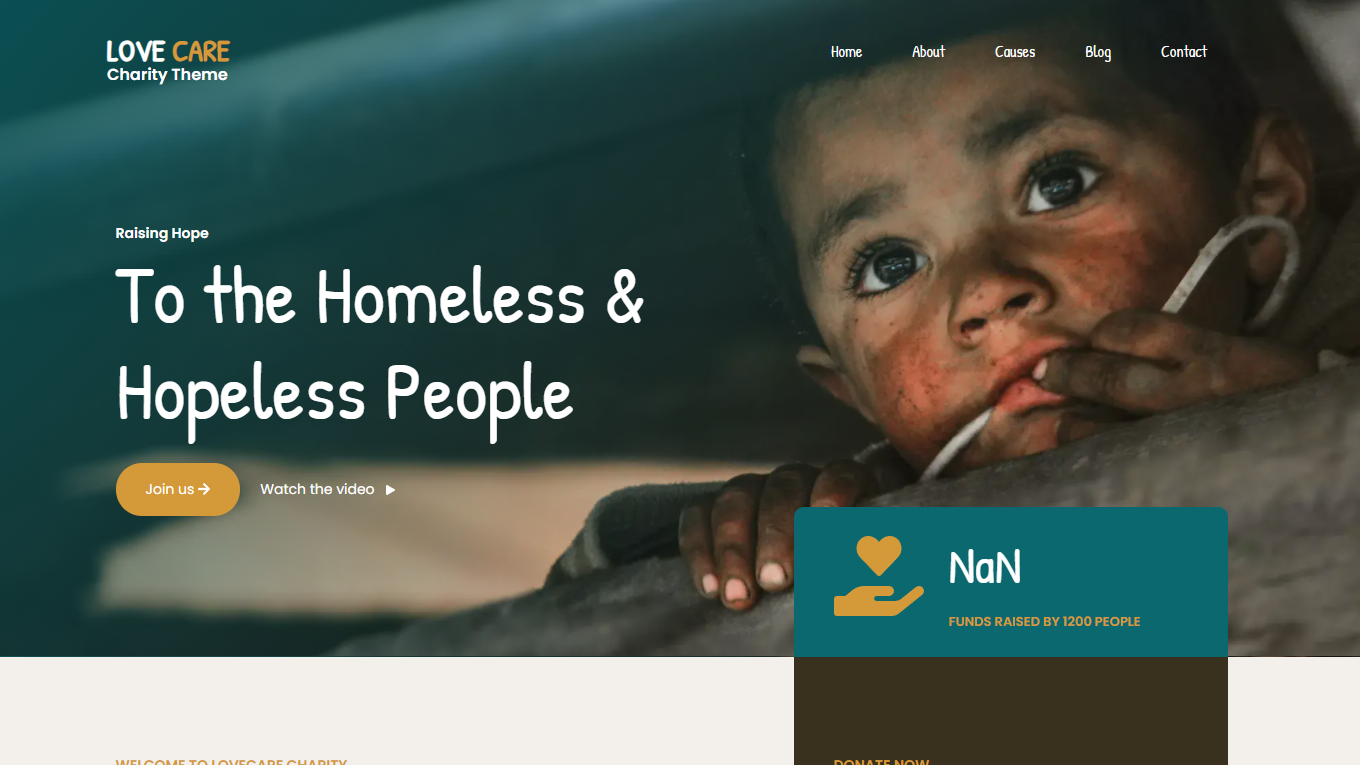 LOVE CARE
Charity Theme
Home About Causes Blog Contact
Raising Hope
To the Homeless &
Hopeless People
Join us
Watch the video
NaN
FUNDS RAISED BY 1200 PEOPLE
WELCOME TO LOVECARE CHARITY
DONATE NOW